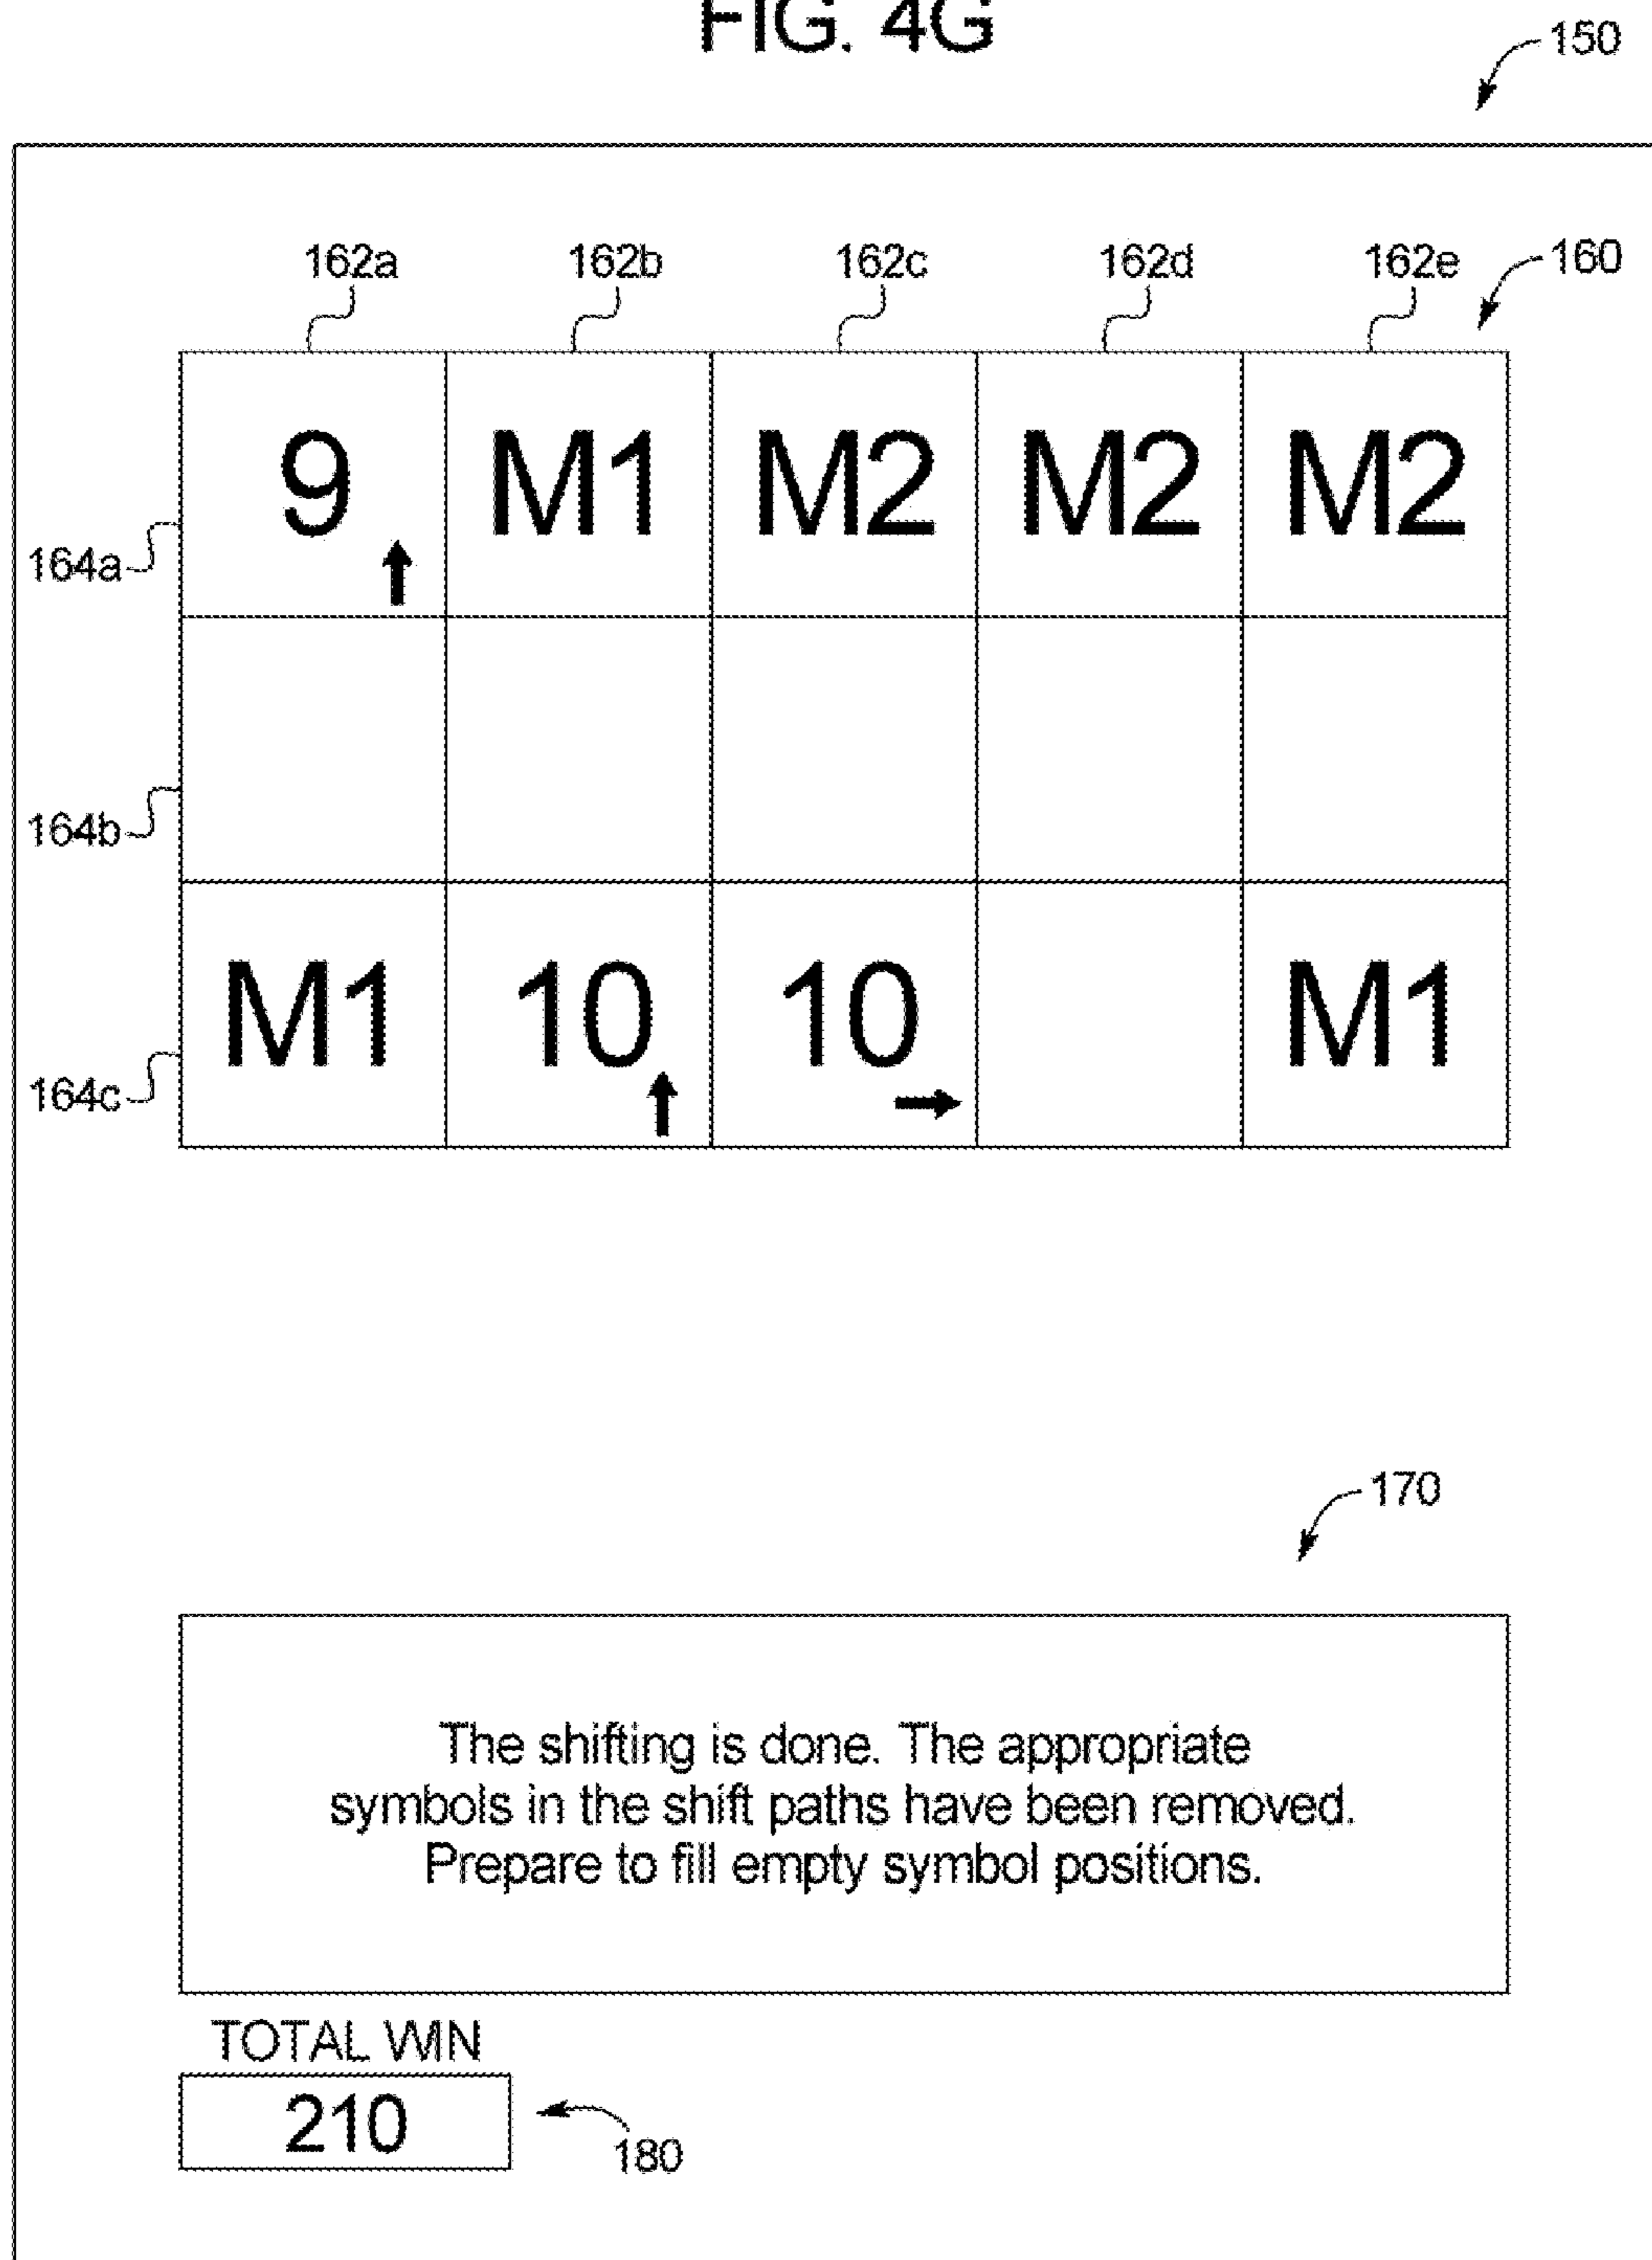 FIG. 4G
150
162a 162b 162c 162d 162e 160
9 M1 M2 M2 M2
164a
164b
M1 10 10 M1
164c
170
The shifting is done. The appropriate
symbols in the shift paths have been removed.
Prepare to fill empty symbol positions.
TOTAL WIN
210
180